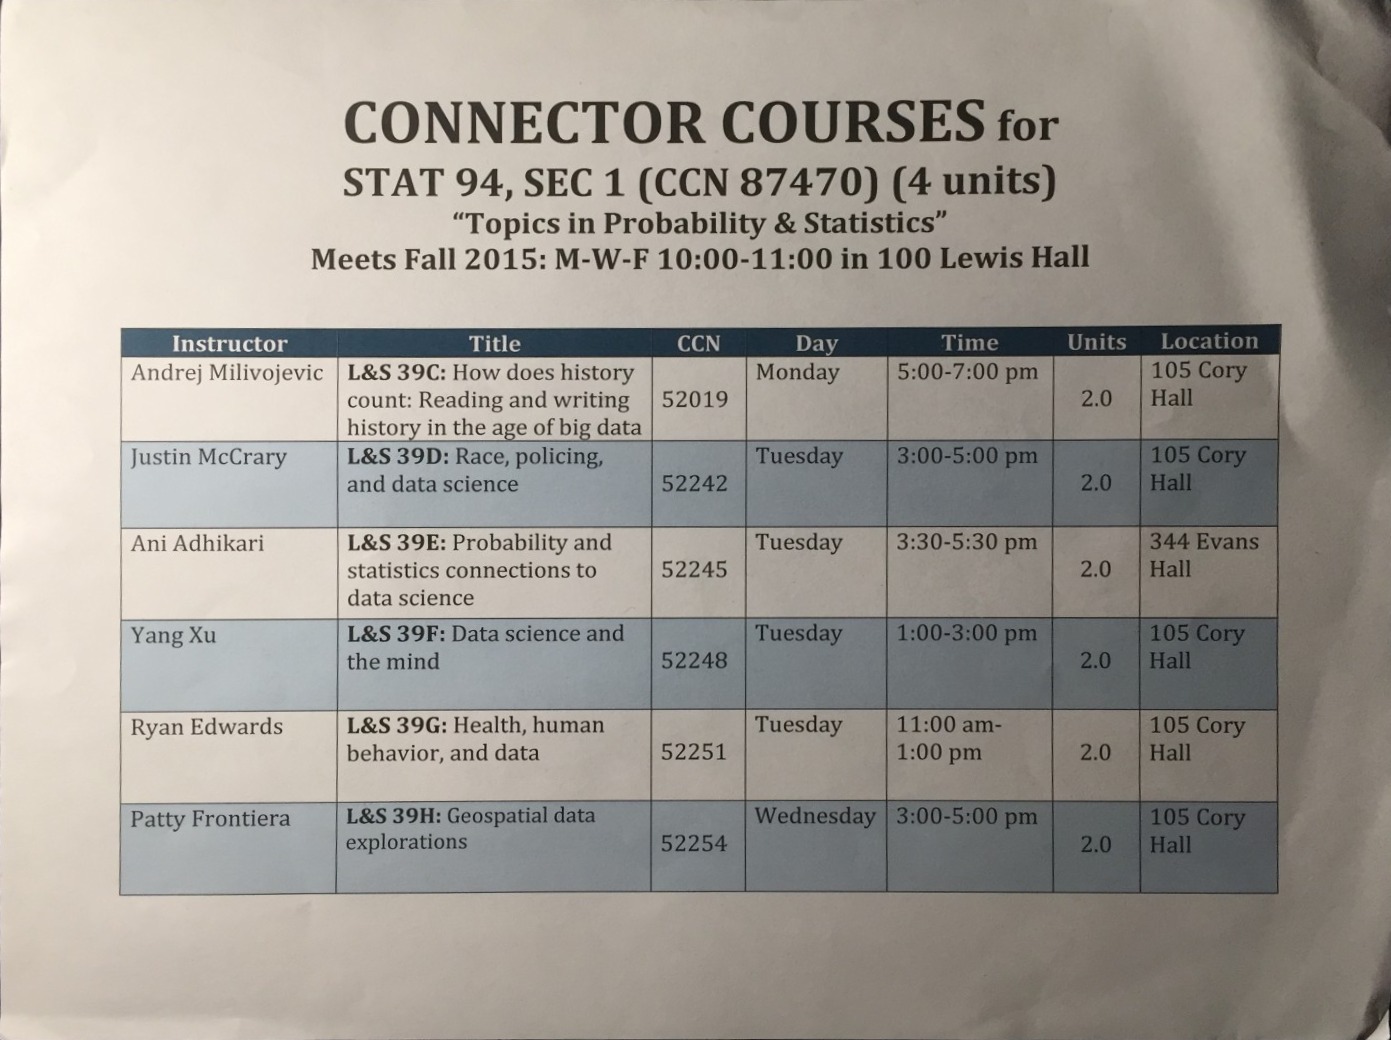 CONNECTOR COURSES for
STAT 94, SEC 1 (CCN 87470) (4 units)
“Topics in Probability & Statistics”
Meets Fall 2015: M-W-F 10:00-11:00 in 100 Lewis Hall
Instructor Title CCN Day Time Units Location
Andrej Milivojevic L&S 39C: How does history Monday 5:00-7:00 pm 105 Cory
count: Reading and writing 52019 2.0 Hall
history in the age of big data
Justin McCrary L&S 39D: Race, policing, Tuesday 3:00-5:00 pm 105 Cory
and data science 52242 2.0 Hall
Ani Adhikari L&S 39E: Probability and Tuesday 3:30-5:30 pm 344 Evans
statistics connections to 52245 2.0 Hall
data science
Yang Xu L&S 39F: Data science and Tuesday 1:00-3:00 pm 105 Cory
the mind 52248 2.0 Hall
Ryan Edwards L&S 39G: Health, human Tuesday 11:00 am- 105 Cory
behavior, and data 52251 1:00 pm 2.0 Hall
Patty Frontiera L&S 39H: Geospatial data Wednesday 3:00-5:00 pm 105 Cory
explorations 52254 2.0 Hall